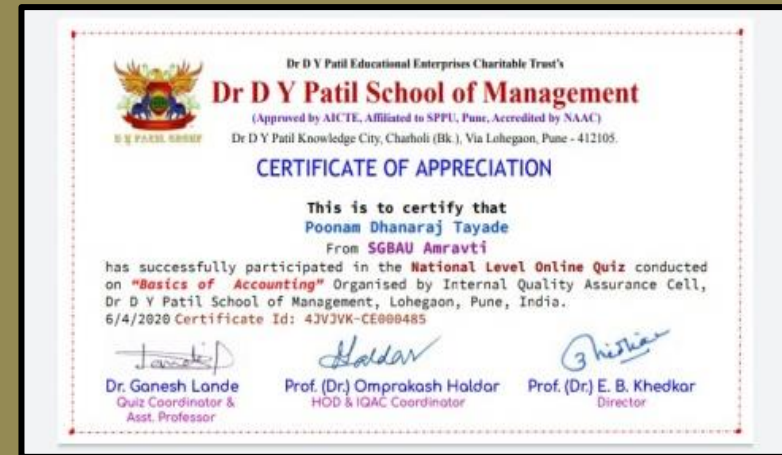 Dr D Y Patil Educational Enterprises Charitable Trust's
Dr D Y Patil School of Management
(Approved by AICTE, Affiliated to SPPU, Pune, Accredited by NAAC)
D Y PATIL GROUP
Dr D Y Patil Knowledge City, Charholi (Bk.), Via Lohegaon, Pune - 412105.
CERTIFICATE OF APPRECIATION
This is to certify that
Poonam Dhanaraj Tayade
From SGBAU Amravti
has successfully participated in the National Level Online Quiz conducted
on "Basics of Accounting" Organised by Internal Quality Assurance Cell,
Dr D Y Patil School of Management, Lohegaon, Pune, India.
6/4/2020 Certificate Id: 4JVJVK-CE000485
Dr. Ganesh Lande Prof. (Dr.) Omprakash Haldar Prof. (Dr.) E. B. Khedkar
Quiz Coordinator & HOD & IQAC Coordinator Director
Asst. Professor